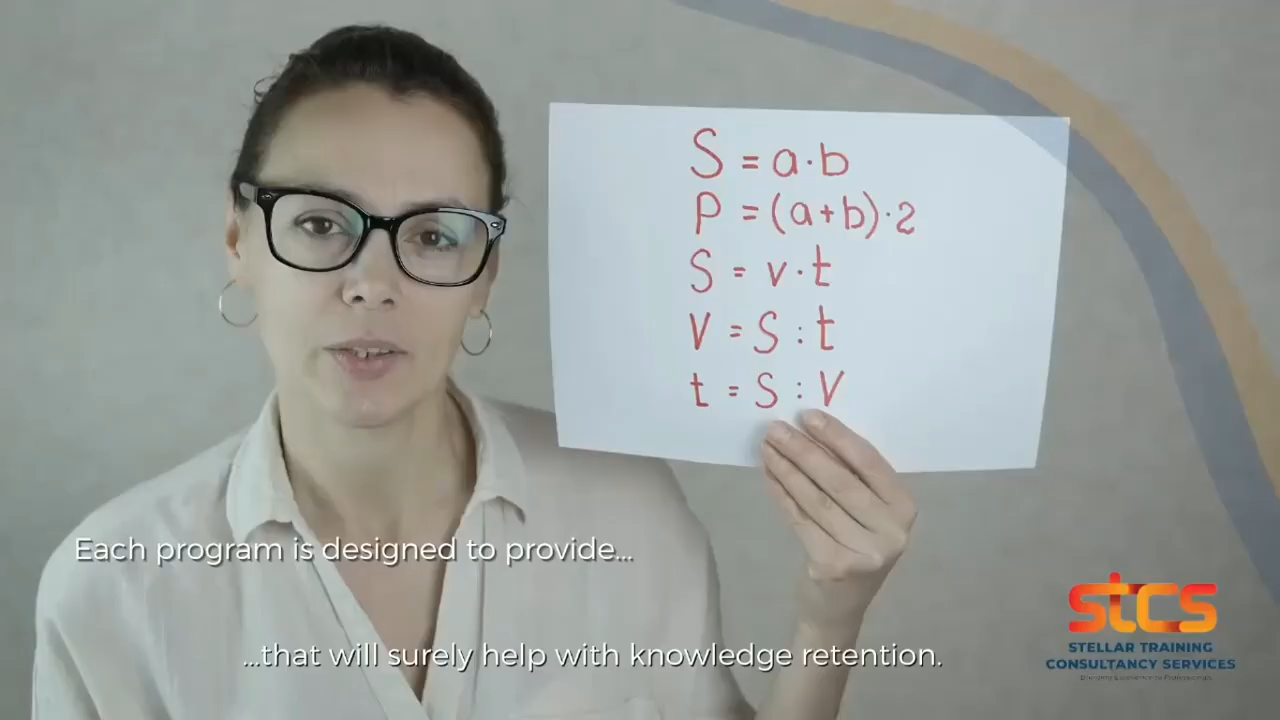 S = a·b
P = (a+b)·2
S = v·t
V = S : t
t = S : V
Each program is designed to provide...
...that will surely help with knowledge retention.
stcs
STELLAR TRAINING
CONSULTANCY SERVICES